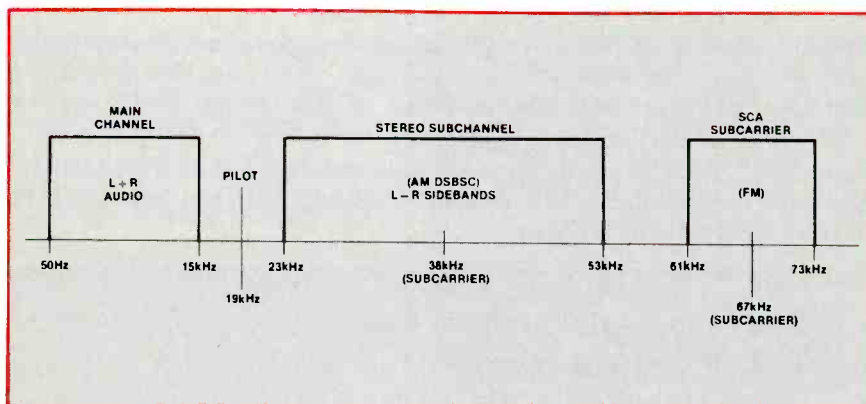 MAIN
CHANNEL
L + R
AUDIO
PILOT
STEREO SUBCHANNEL
(AM DSBSC)
L – R SIDEBANDS
SCA
SUBCARRIER
(FM)
50Hz
15kHz
19kHz
23kHz
38kHz
(SUBCARRIER)
53kHz
61kHz
73kHz
67kHz
(SUBCARRIER)